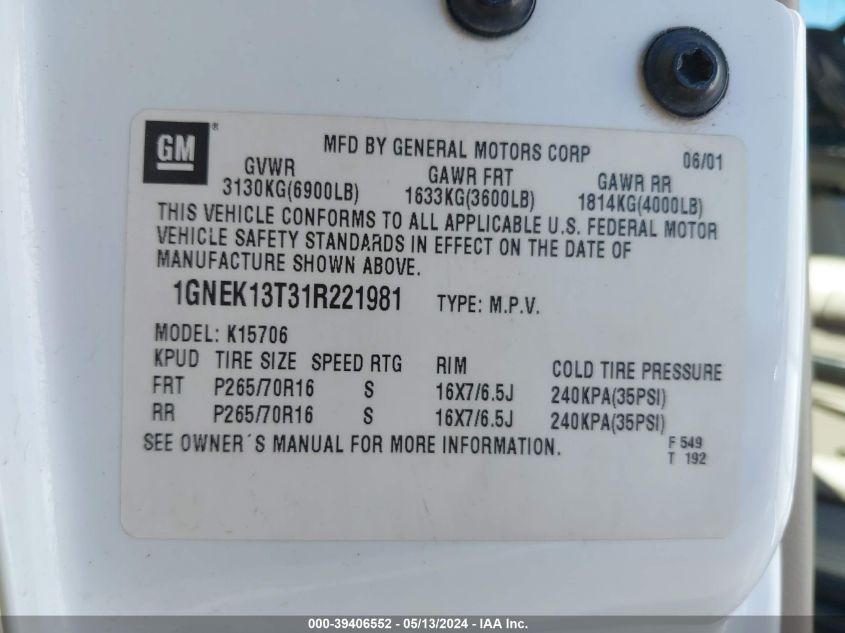 GM ® MFD BY GENERAL MOTORS CORP 06/01
GVWR GAWR FRT GAWR RR
3130KG(6900LB) 1633KG(3600LB) 1814KG(4000LB)
THIS VEHICLE CONFORMS TO ALL APPLICABLE U.S. FEDERAL MOTOR
VEHICLE SAFETY STANDARDS IN EFFECT ON THE DATE OF
MANUFACTURE SHOWN ABOVE.
1GNEK13T31R221981 TYPE: M.P.V.
MODEL: K15706
KPUD TIRE SIZE SPEED RTG RIM COLD TIRE PRESSURE
FRT P265/70R16 S 16X7/6.5J 240KPA(35PSI)
RR P265/70R16 S 16X7/6.5J 240KPA(35PSI)
SEE OWNER´S MANUAL FOR MORE INFORMATION. F 549
T 192
000-39406552 — 05/13/2024 — IAA Inc.